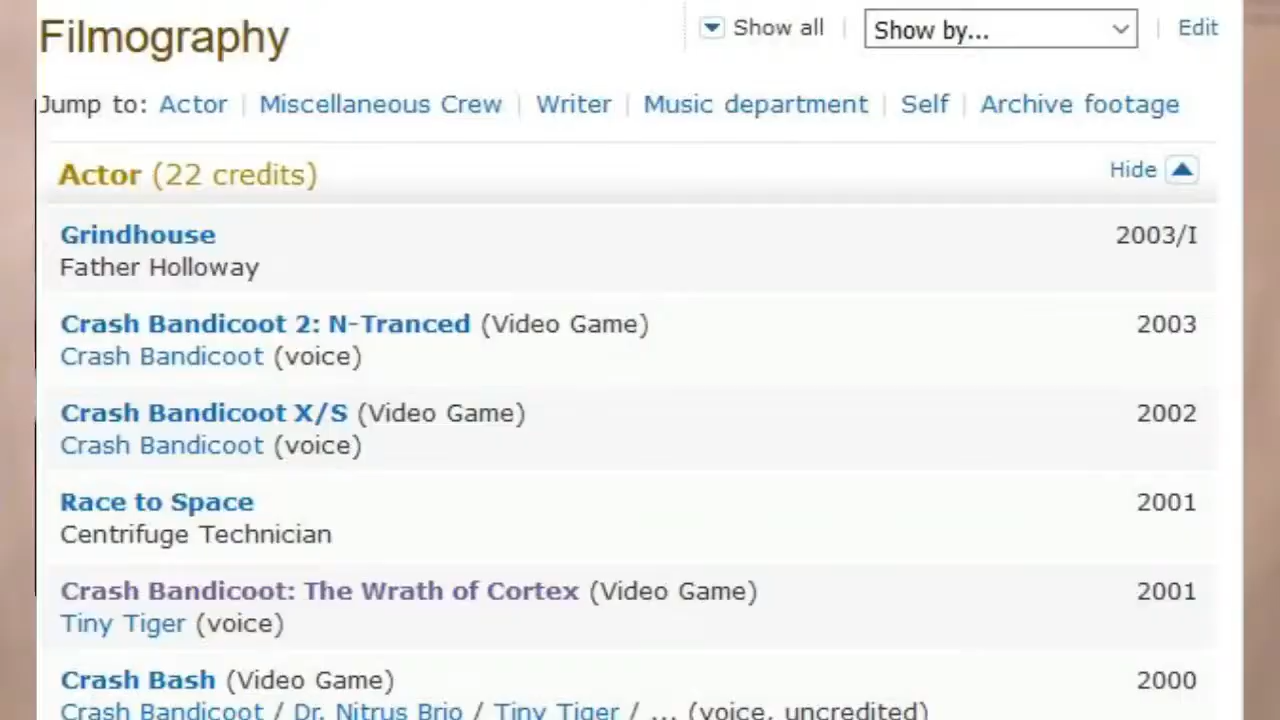 Filmography
Show all
Show by...
Edit
Jump to: Actor | Miscellaneous Crew | Writer | Music department | Self | Archive footage
Actor (22 credits)
Hide
Grindhouse 2003/I
Father Holloway
Crash Bandicoot 2: N-Tranced (Video Game) 2003
Crash Bandicoot (voice)
Crash Bandicoot X/S (Video Game) 2002
Crash Bandicoot (voice)
Race to Space 2001
Centrifuge Technician
Crash Bandicoot: The Wrath of Cortex (Video Game) 2001
Tiny Tiger (voice)
Crash Bash (Video Game) 2000
Crash Bandicoot / Dr. Nitrus Brio / Tiny Tiger / ... (voice, uncredited)